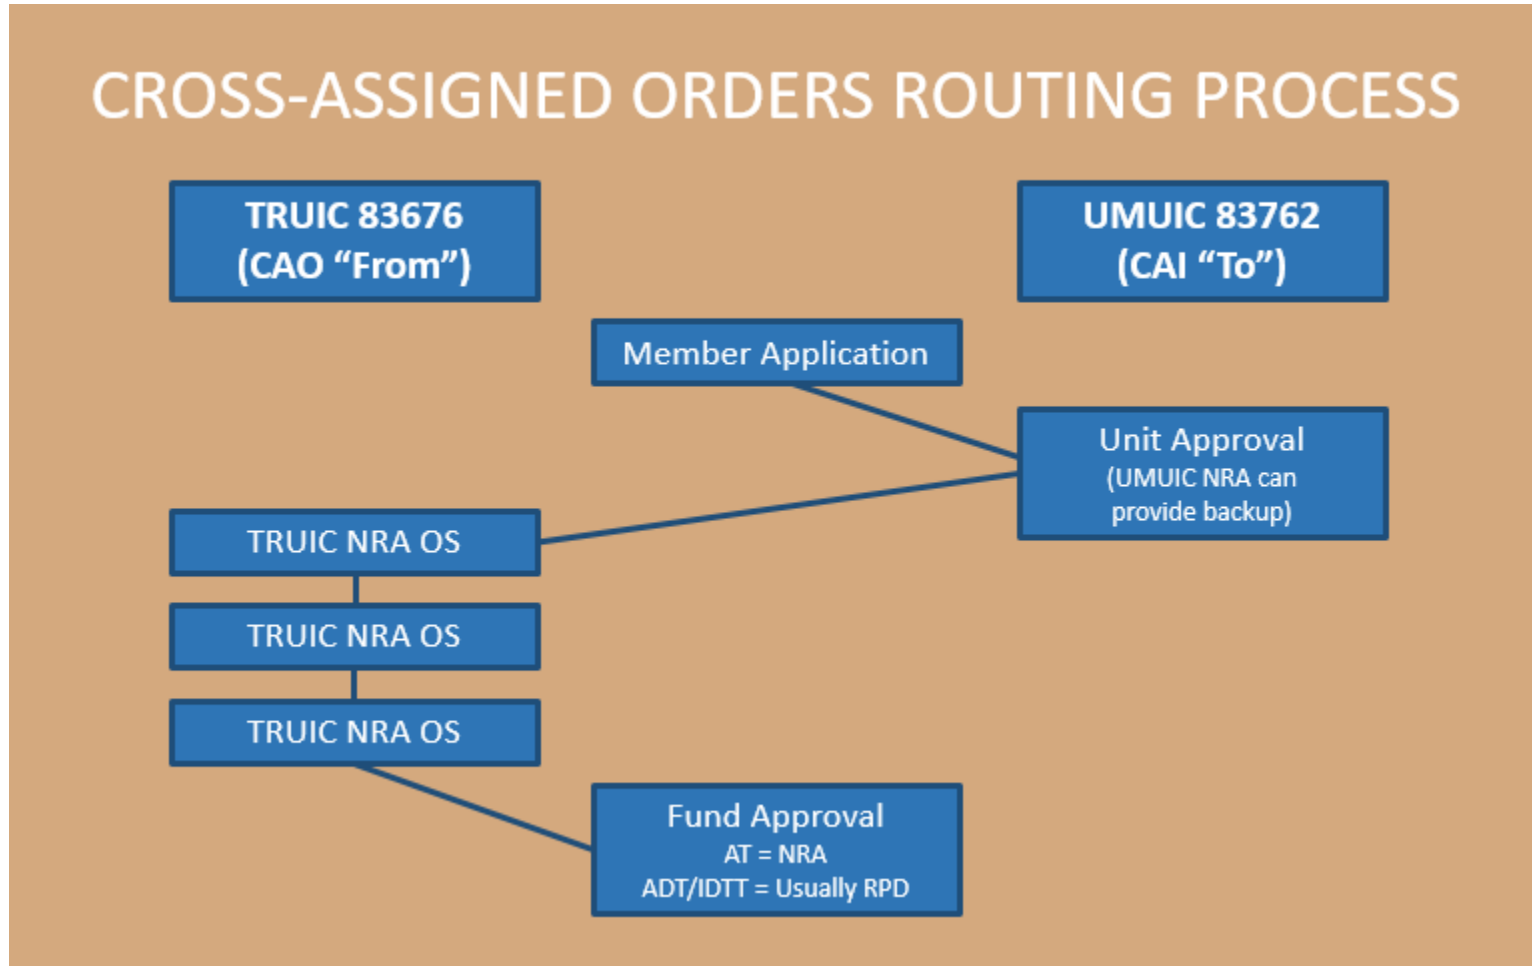 CROSS-ASSIGNED ORDERS ROUTING PROCESS
TRUIC 83676
(CAO “From”)
UMUIC 83762
(CAI “To”)
Member Application
Unit Approval
(UMUIC NRA can
provide backup)
TRUIC NRA OS
TRUIC NRA OS
TRUIC NRA OS
Fund Approval
AT = NRA
ADT/IDTT = Usually RPD